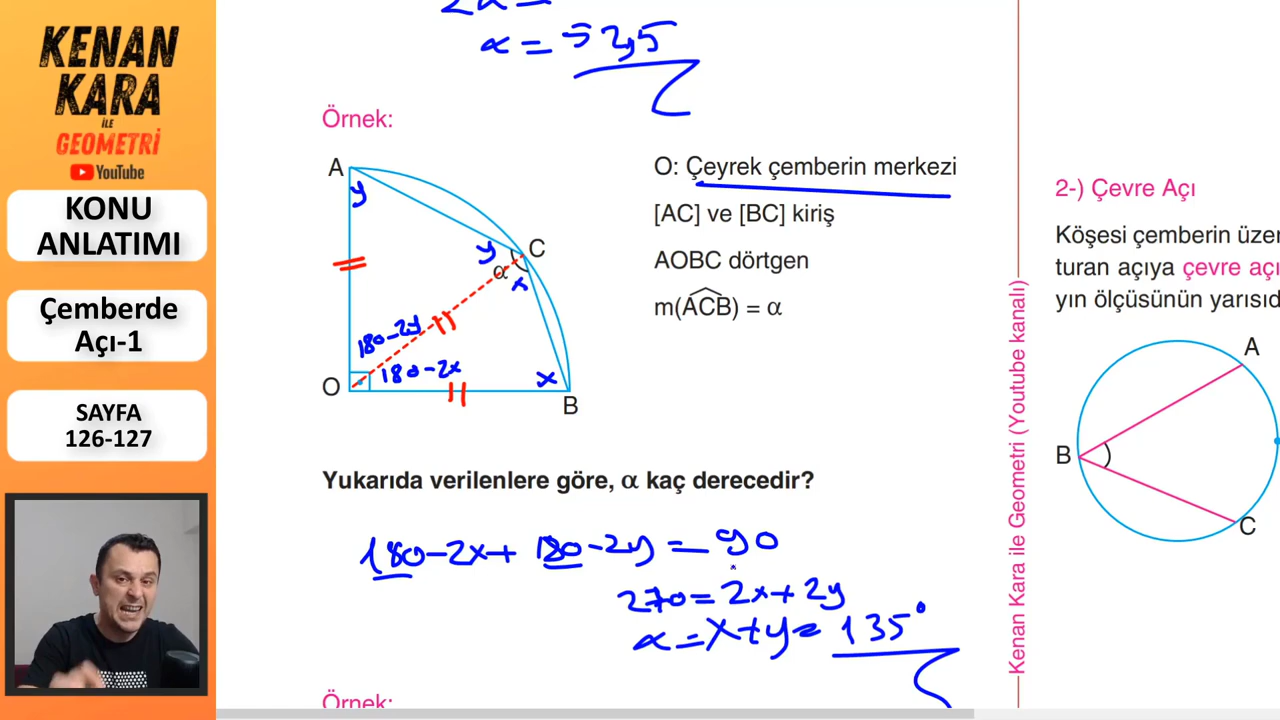 KENAN
KARA
İLE
GEOMETRİ
YouTube
KONU
ANLATIMI
Çemberde
Açı-1
SAYFA
126-127
α = 52,5
Örnek:
A
y
y
C
α
x
180-2y
180-2x
x
O
B
O: Çeyrek çemberin merkezi
[AC] ve [BC] kiriş
AOBC dörtgen
m(ACB) = α
Yukarıda verilenlere göre, α kaç derecedir?
180-2x+180-2y=90
270=2x+2y
α=x+y=135°
Örnek:
Kenan Kara ile Geometri (Youtube kanalı)
2-) Çevre Açı
Köşesi çemberin üzer
turan açıya çevre açı
yın ölçüsünün yarısıd
A
B
C